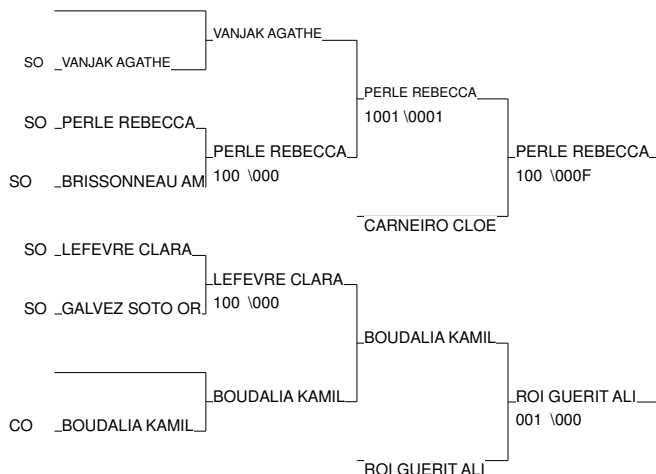 VANJAK AGATHE
SO VANJAK AGATHE
PERLE REBECCA
1001 \0001
SO PERLE REBECCA
PERLE REBECCA
100 \000
PERLE REBECCA
100 \000F
SO BRISSONNEAU AM
CARNEIRO CLOE
SO LEFEVRE CLARA
LEFEVRE CLARA
100 \000
SO GALVEZ SOTO OR
BOUDALIA KAMIL
BOUDALIA KAMIL
ROI GUERIT ALI
001 \000
CO BOUDALIA KAMIL
ROI GUERIT ALI